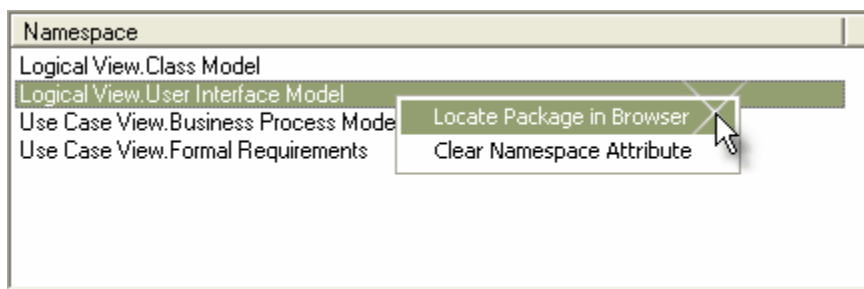 Namespace
Logical View.Class Model
Logical View.User Interface Model
Locate Package in Browser
Use Case View.Business Process Mode
Clear Namespace Attribute
Use Case View.Formal Requirements